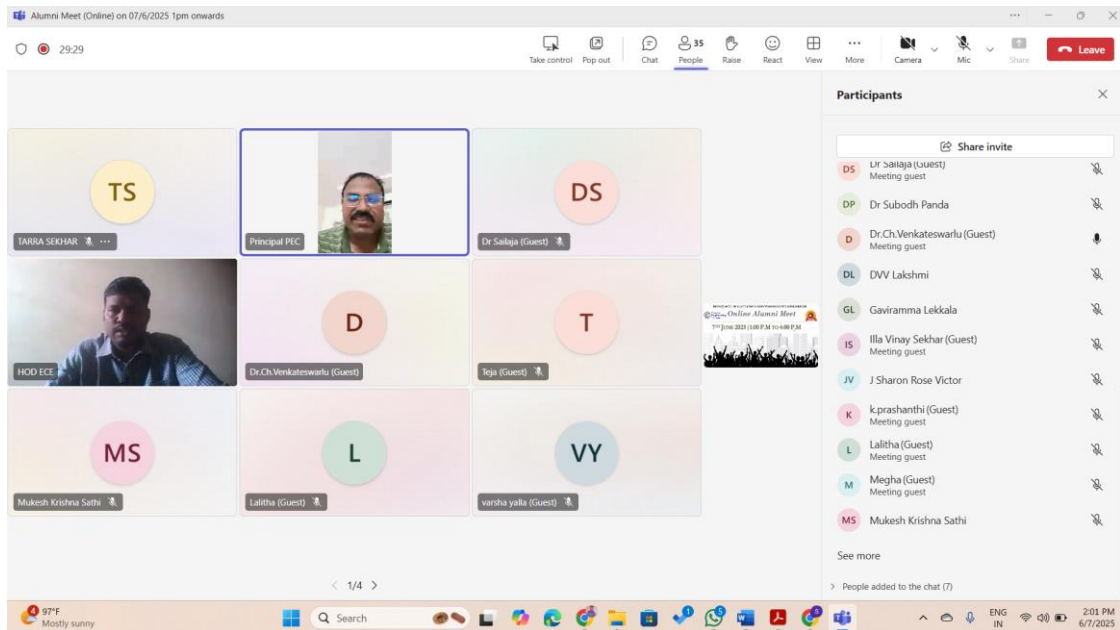 Alumni Meet (Online) on 07/6/2025 1pm onwards
29:29
Take control
Pop out
Chat
35
People
Raise
React
View
More
Camera
Mic
Share
Leave
TS
TARRA SEKHAR
Principal PEC
DS
Dr Sailaja (Guest)
HOD ECE
D
Dr.Ch.Venkateswarlu (Guest)
T
Teja (Guest)
Online Alumni Meet
MS
Mukesh Krishna Sathi
L
Lalitha (Guest)
VY
varsha yalla (Guest)
1/4
Participants
Share invite
DS
Dr Sailaja (Guest)
Meeting guest
DP
Dr Subodh Panda
D
Dr.Ch.Venkateswarlu (Guest)
Meeting guest
DL
DVV Lakshmi
GL
Gaviramma Lekkala
IS
Illa Vinay Sekhar (Guest)
Meeting guest
JV
J Sharon Rose Victor
K
k.prashanthi (Guest)
Meeting guest
L
Lalitha (Guest)
Meeting guest
M
Megha (Guest)
Meeting guest
MS
Mukesh Krishna Sathi
See more
People added to the chat (7)
4
97°F
Mostly sunny
Search
1
5
ENG
IN
2:01 PM
6/7/2025